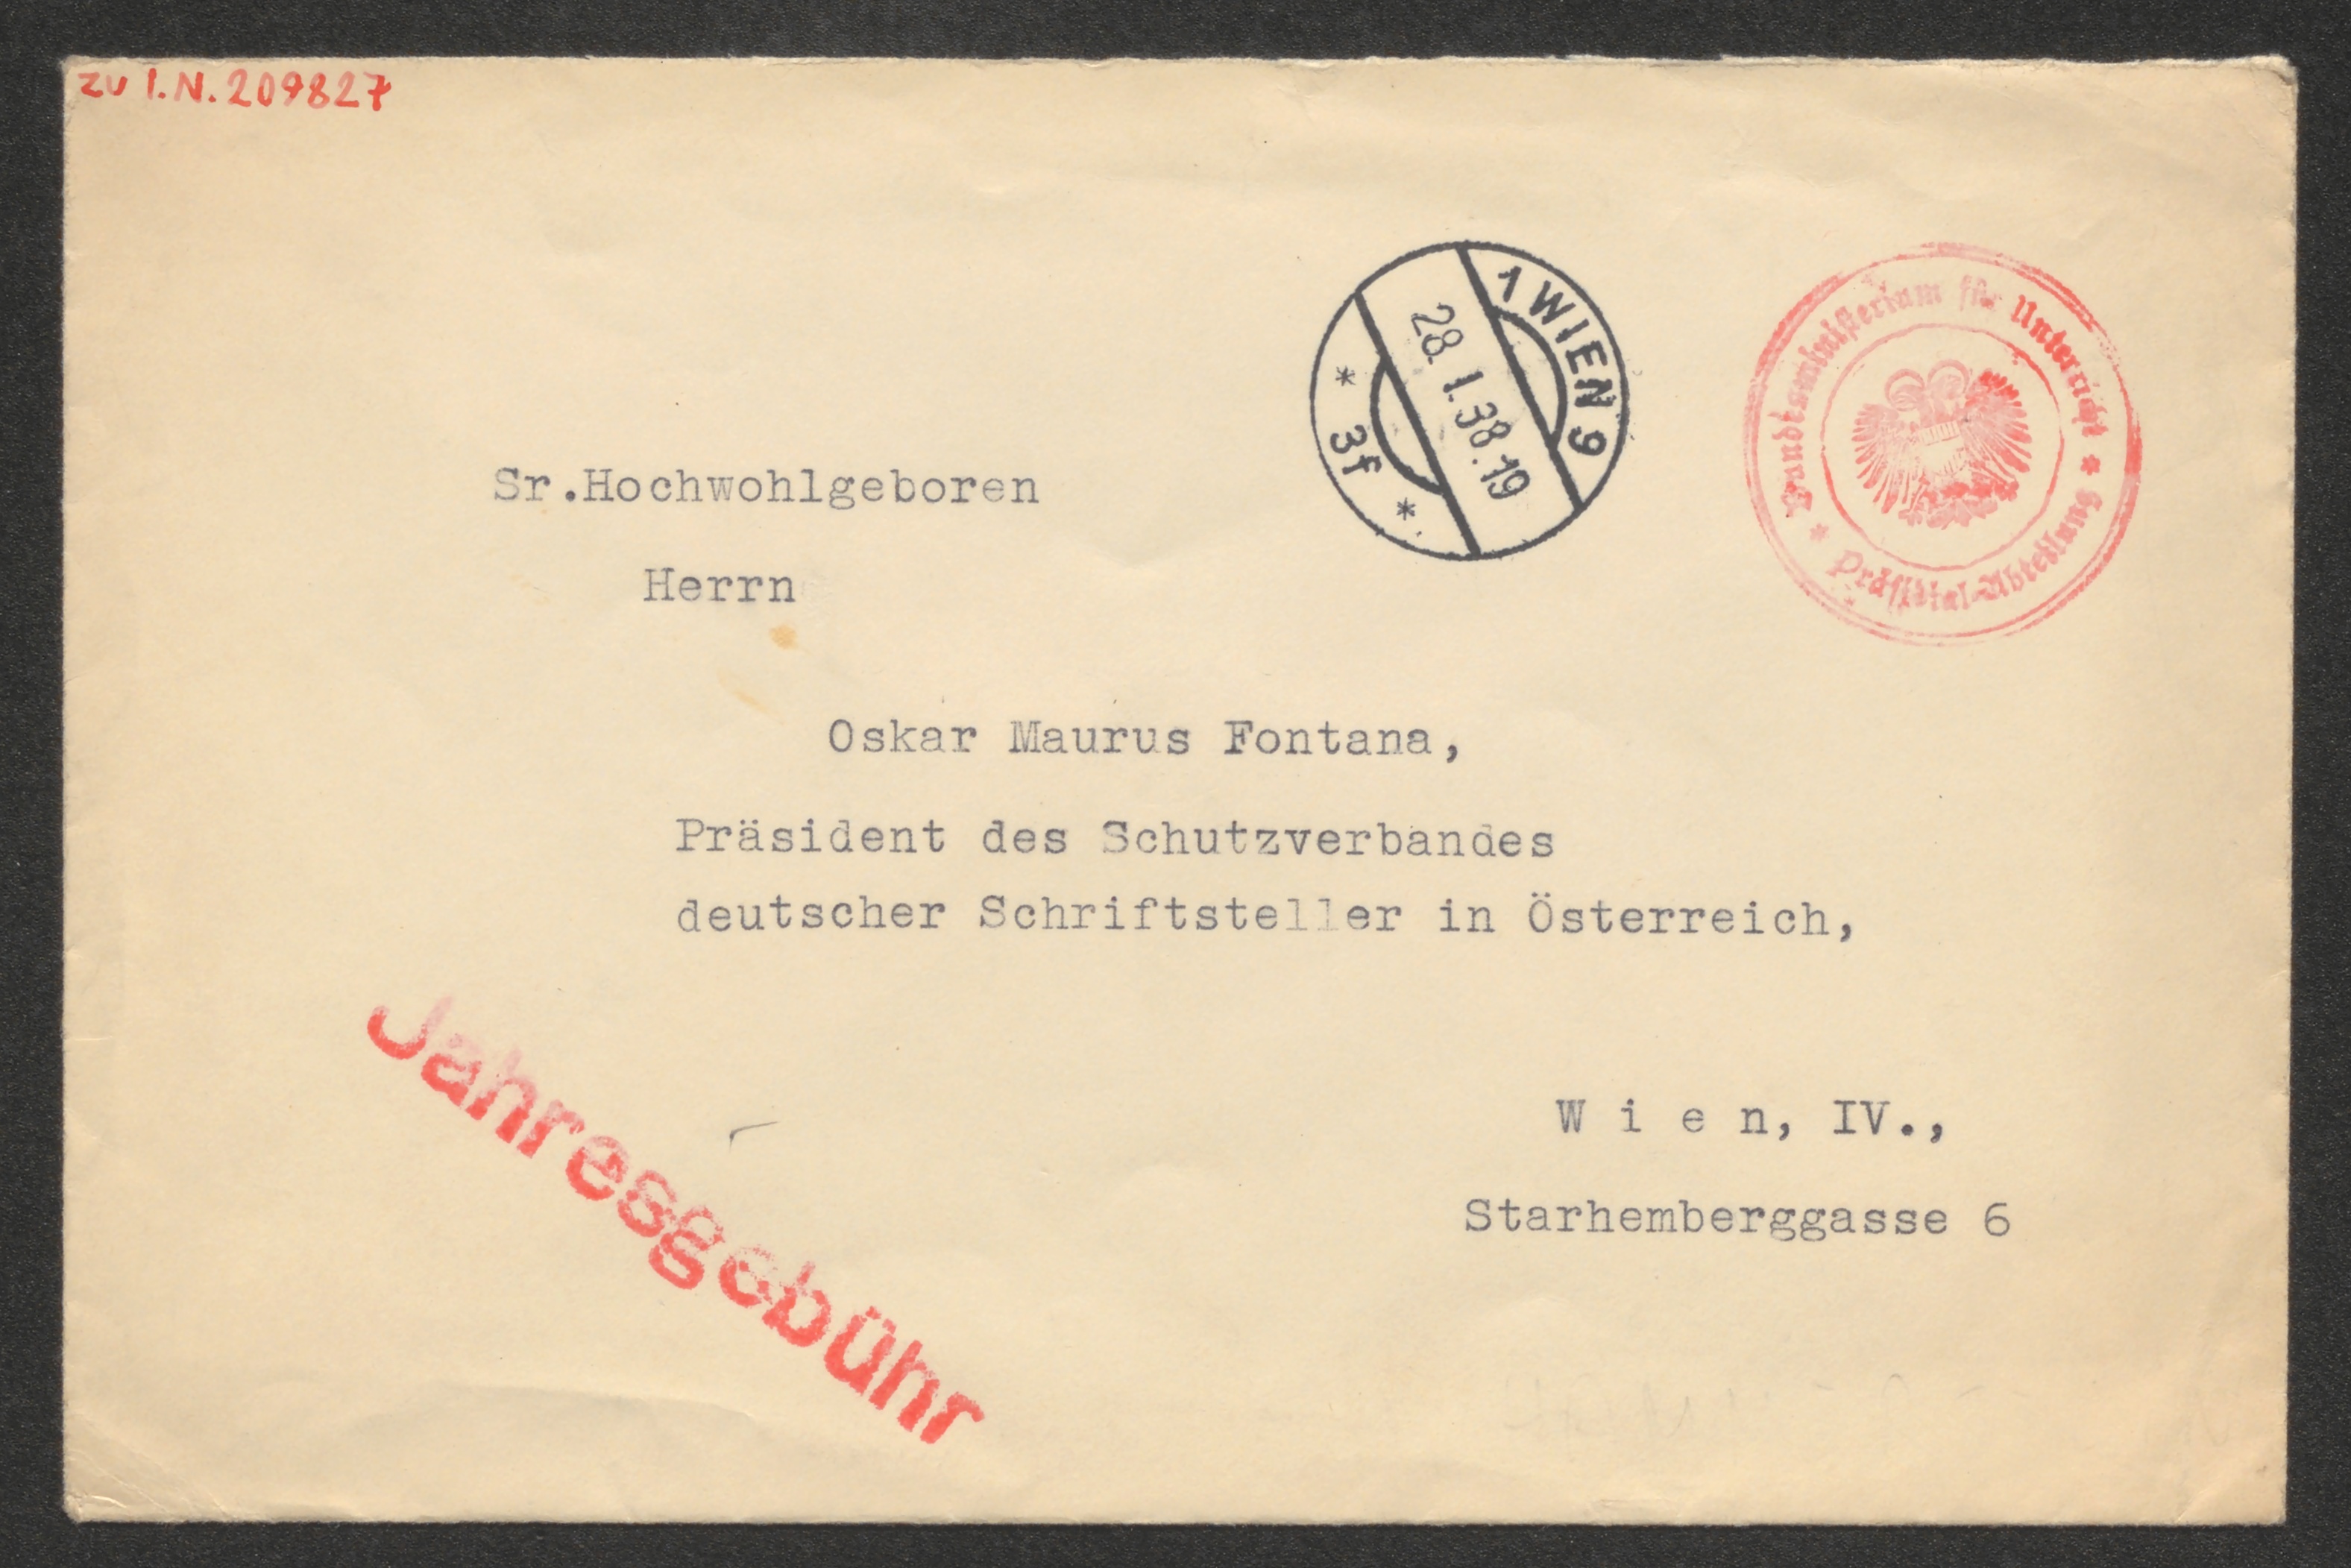 zu I.N. 209827
1 WIEN 9
28. I. 38.19
* 3f *
* Bundesministerium für Unterricht *
Präsidial-Abteilung
Sr.Hochwohlgeboren
Herrn
Oskar Maurus Fontana,
Präsident des Schutzverbandes
deutscher Schriftsteller in Österreich,
W i e n, IV.,
Starhemberggasse 6
Jahresgebühr